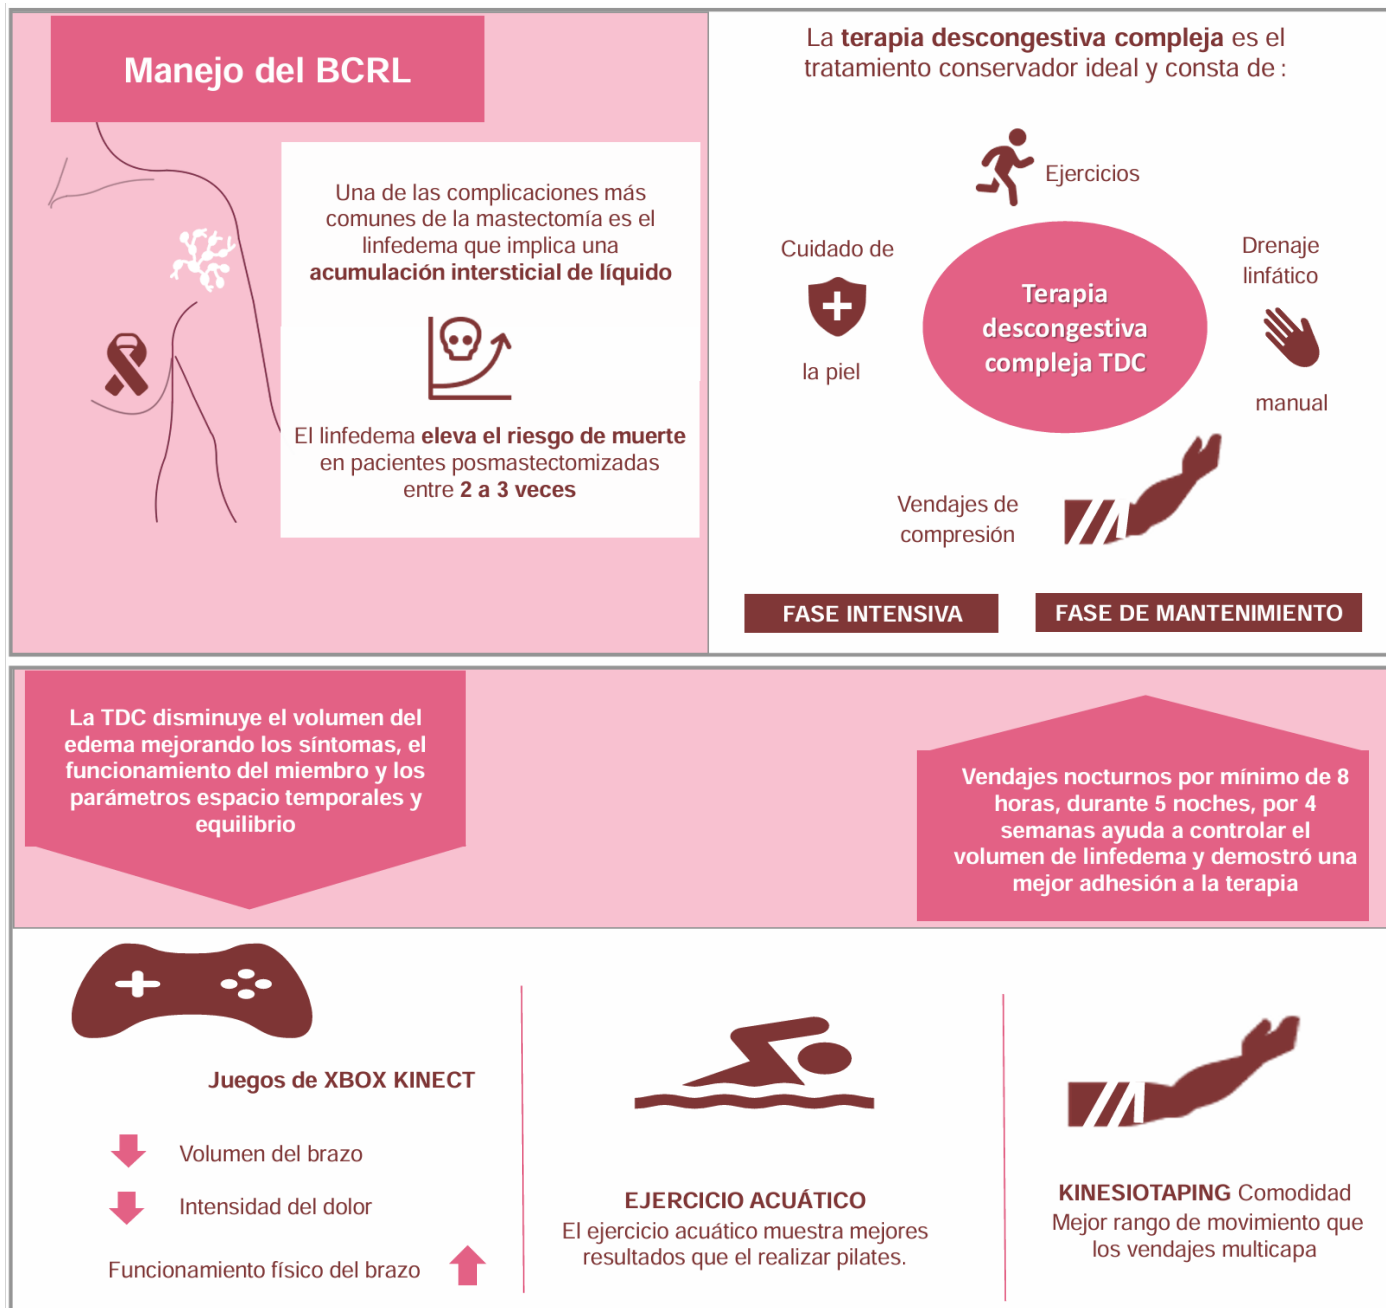 Manejo del BCRL
Una de las complicaciones más
comunes de la mastectomía es el
linfedema que implica una
acumulación intersticial de líquido
El linfedema eleva el riesgo de muerte
en pacientes posmastectomizadas
entre 2 a 3 veces
La terapia descongestiva compleja es el
tratamiento conservador ideal y consta de :
Ejercicios
Cuidado de
la piel
Terapia
descongestiva
compleja TDC
Drenaje
linfático
manual
Vendajes de
compresión
FASE INTENSIVA
FASE DE MANTENIMIENTO
La TDC disminuye el volumen del
edema mejorando los síntomas, el
funcionamiento del miembro y los
parámetros espacio temporales y
equilibrio
Vendajes nocturnos por mínimo de 8
horas, durante 5 noches, por 4
semanas ayuda a controlar el
volumen de linfedema y demostró una
mejor adhesión a la terapia
Juegos de XBOX KINECT
Volumen del brazo
Intensidad del dolor
Funcionamiento físico del brazo
EJERCICIO ACUÁTICO
El ejercicio acuático muestra mejores
resultados que el realizar pilates.
KINESIOTAPING Comodidad
Mejor rango de movimiento que
los vendajes multicapa